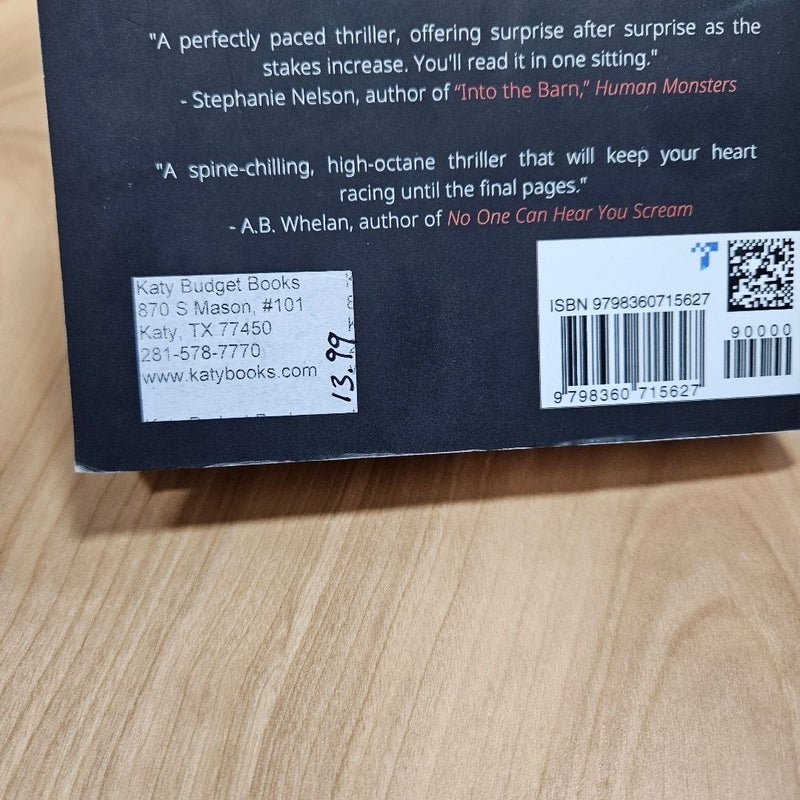 "A perfectly paced thriller, offering surprise after surprise as the
stakes increase. You'll read it in one sitting."
- Stephanie Nelson, author of “Into the Barn,” Human Monsters
"A spine-chilling, high-octane thriller that will keep your heart
racing until the final pages."
- A.B. Whelan, author of No One Can Hear You Scream
Katy Budget Books
870 S Mason, #101
Katy, TX 77450
281-578-7770
www.katybooks.com
13.99
ISBN 9798360715627
90000
9 798360 715627